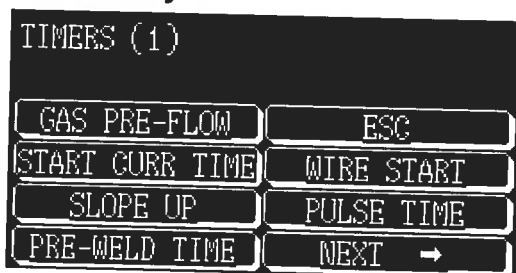 TIMERS (1)
GAS PRE-FLOW ESC
START CURR TIME WIRE START
SLOPE UP PULSE TIME
PRE-WELD TIME NEXT →